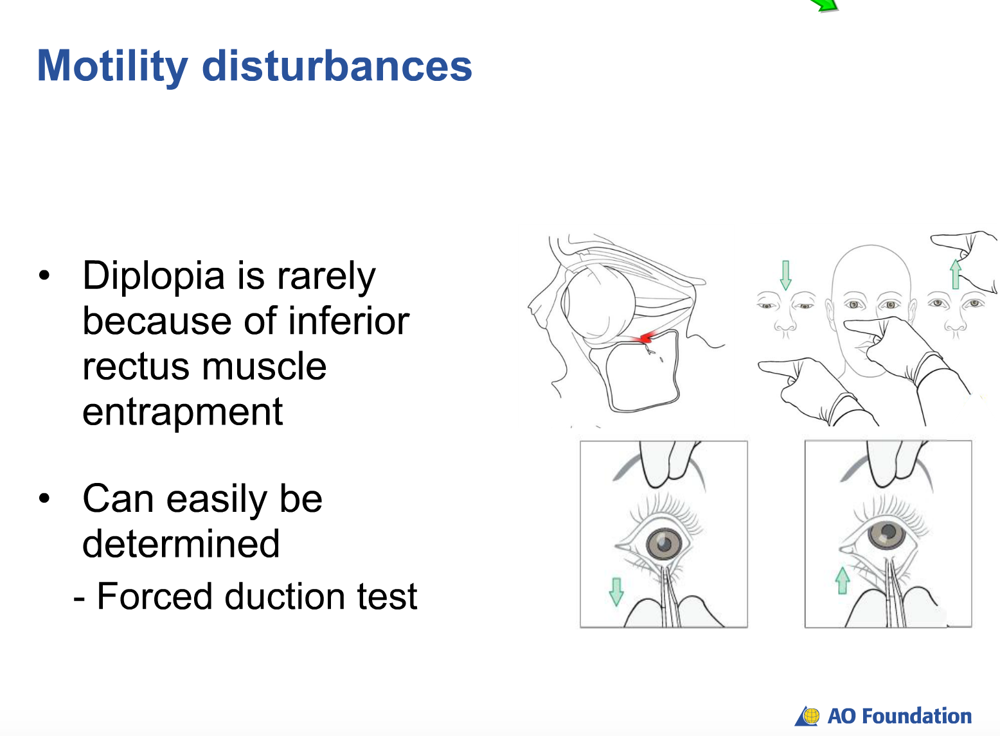 Motility disturbances
• Diplopia is rarely
because of inferior
rectus muscle
entrapment
• Can easily be
determined
- Forced duction test
AO Foundation